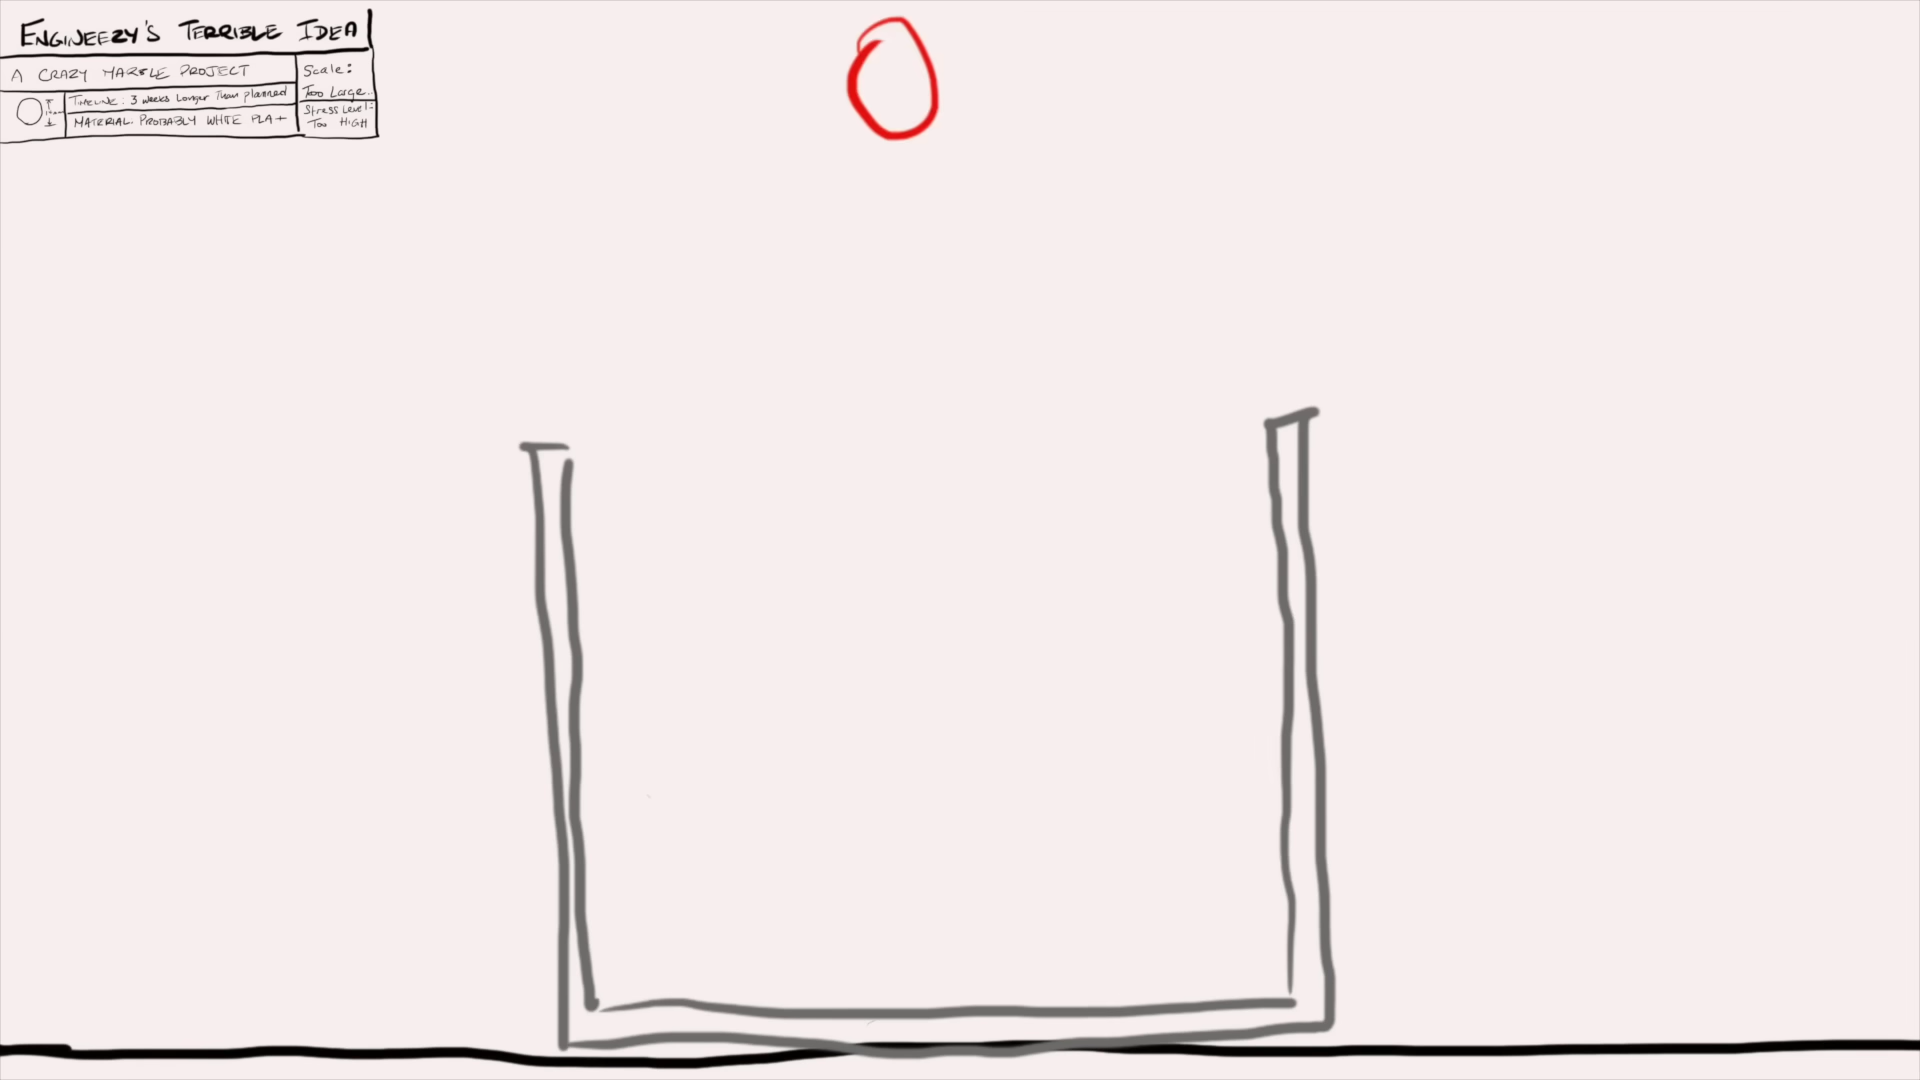 ENGINEEZY'S TERRIBLE IDEA
A CRAZY MARBLE PROJECT
Scale:
Too Large..
TIMELINE: 3 weeks Longer Than planned
MATERIAL: PROBABLY WHITE PLA+
Stress Level:
Too HIGH